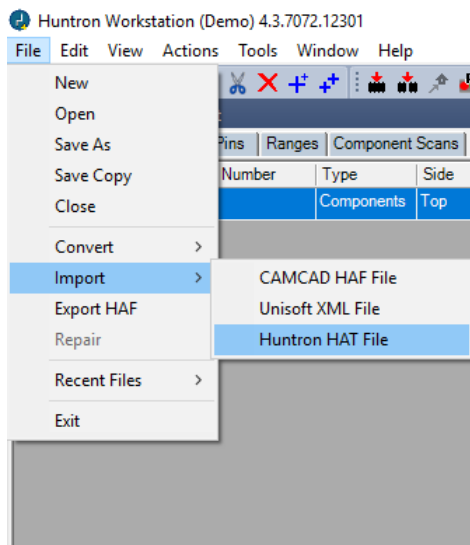 Huntron Workstation (Demo) 4.3.7072.12301
File Edit View Actions Tools Window Help
New
Open
Save As
Save Copy
Close
Convert
Import
Export HAF
Repair
Recent Files
Exit
CAMCAD HAF File
Unisoft XML File
Huntron HAT File
Pins Ranges Component Scans
Number Type Side
Components Top